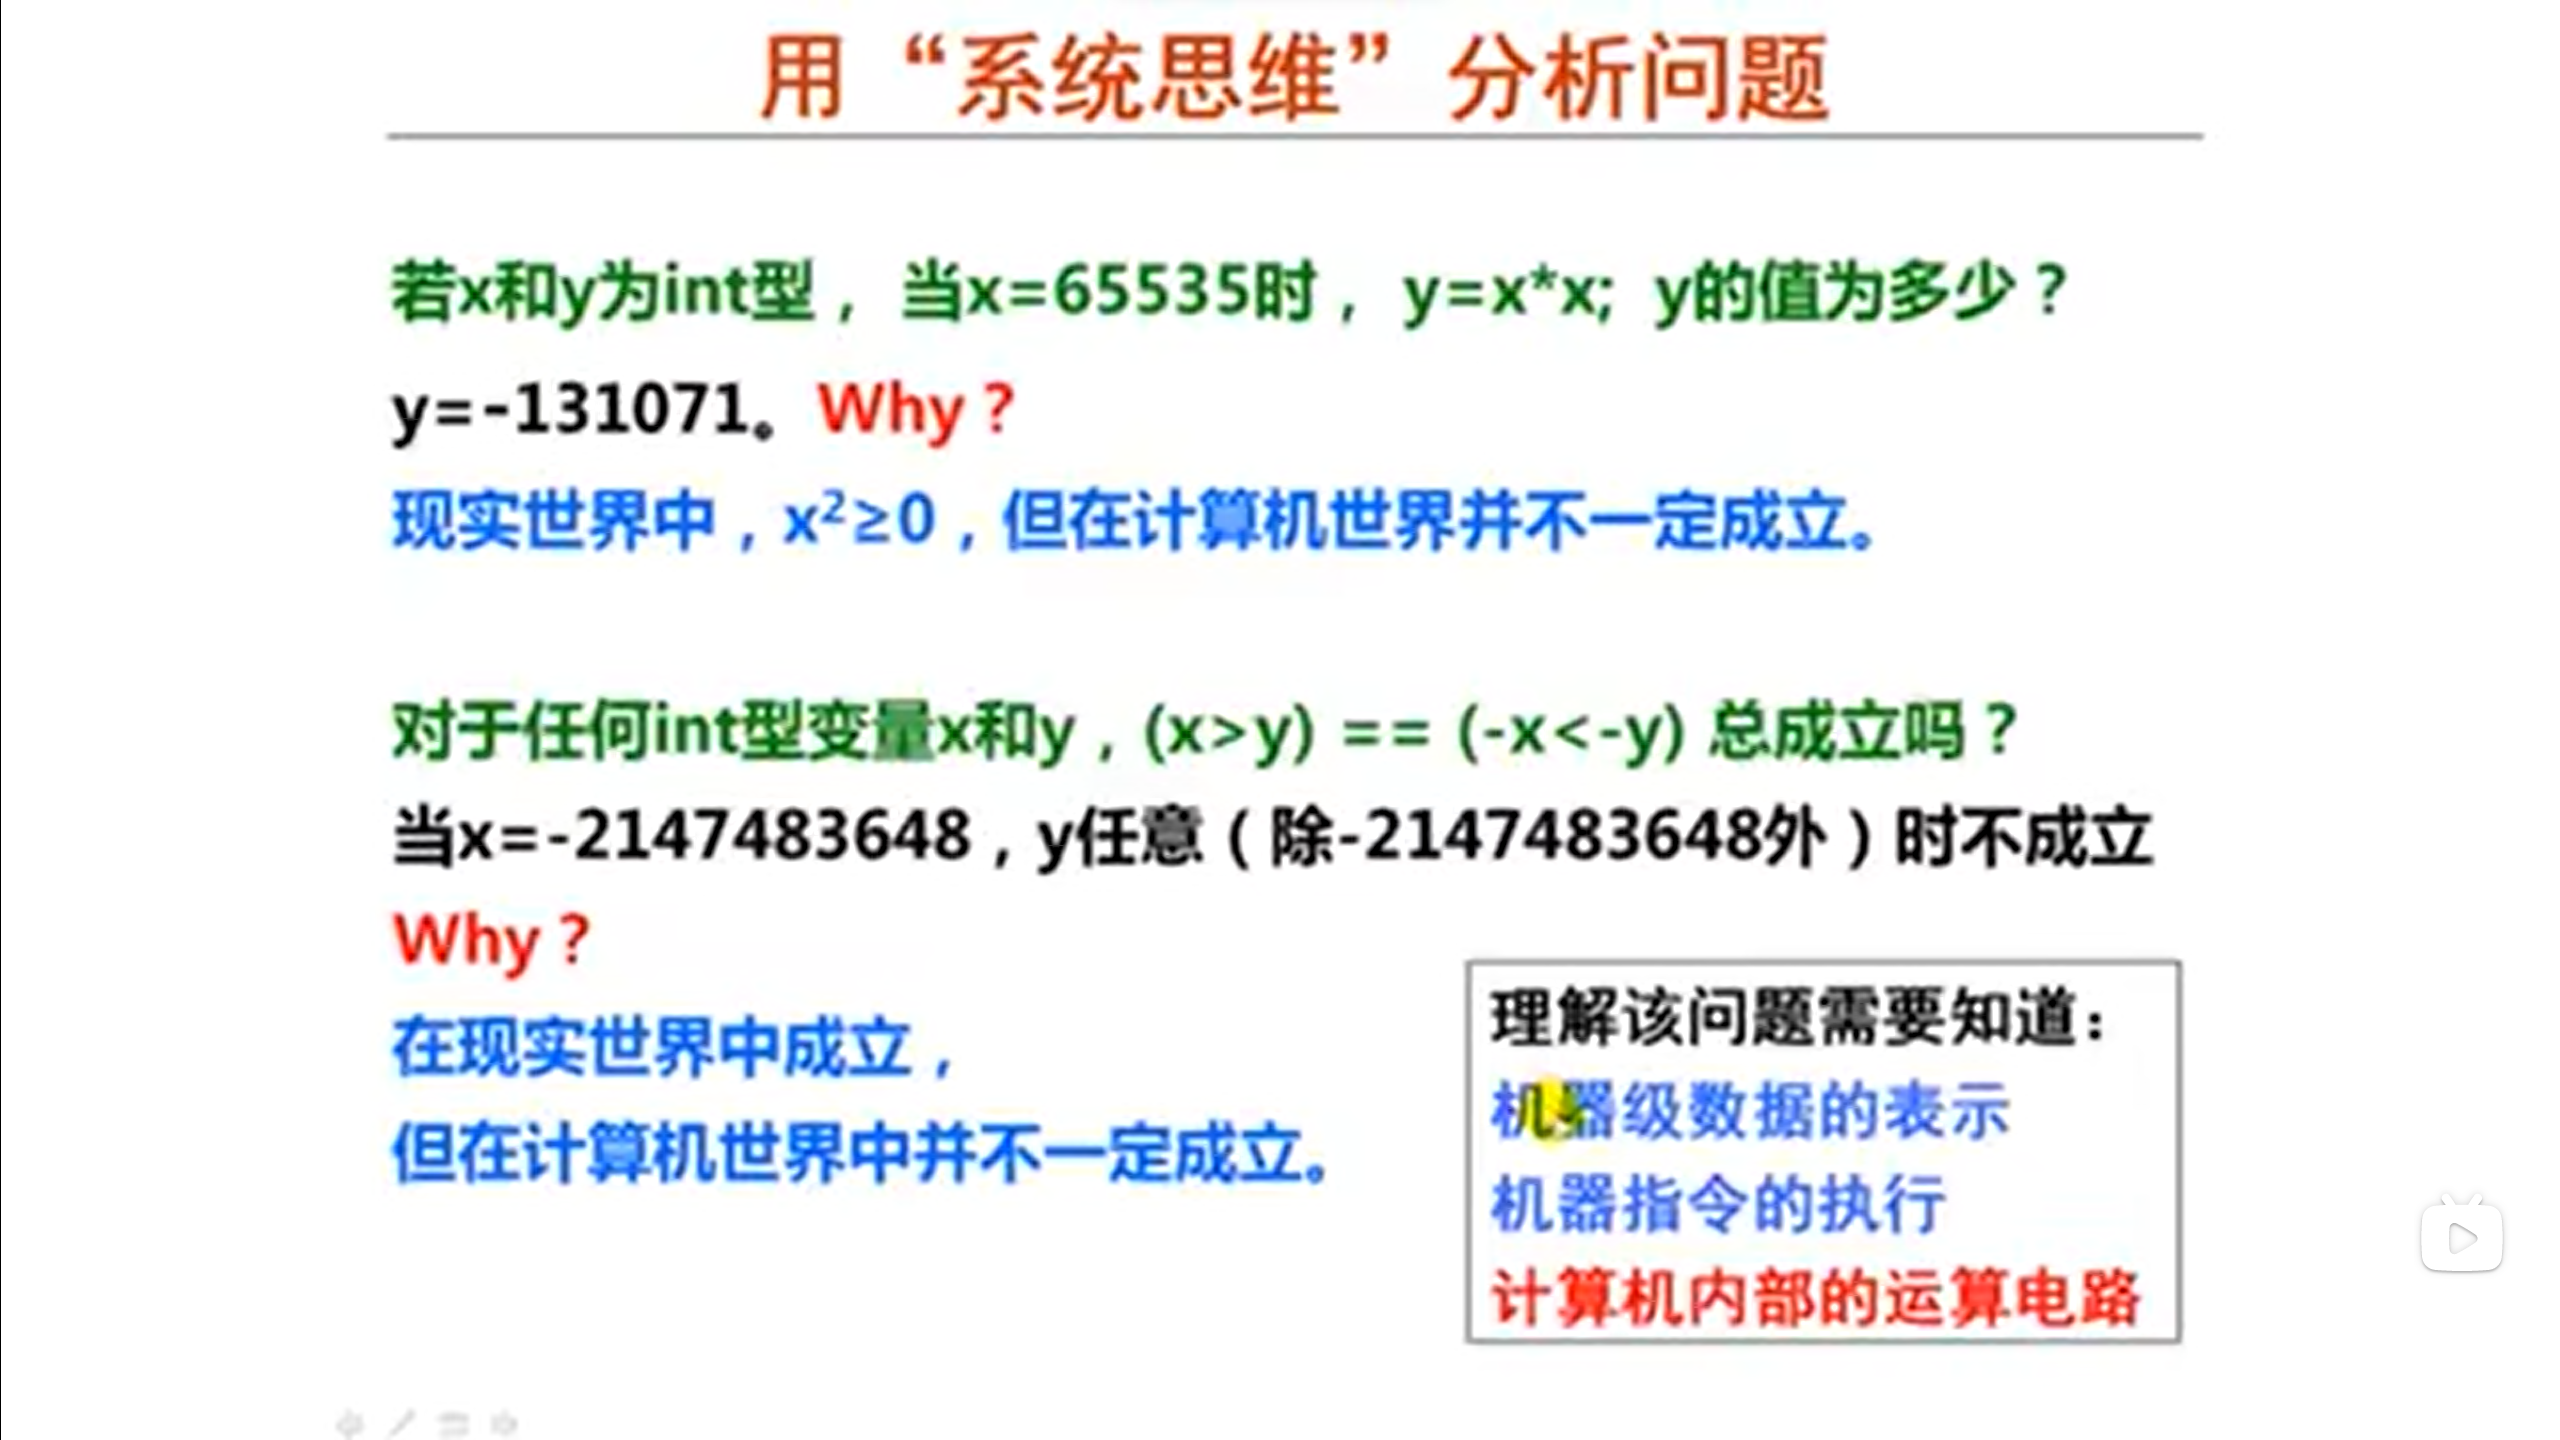 用“系统思维”分析问题
若x和y为int型，当x=65535时，y=x*x; y的值为多少？
y=-131071。Why？
现实世界中，x²≥0，但在计算机世界并不一定成立。
对于任何int型变量x和y，(x>y) == (-x<-y) 总成立吗？
当x=-2147483648，y任意（除-2147483648外）时不成立
Why？
在现实世界中成立，
但在计算机世界中并不一定成立。
理解该问题需要知道：
机器级数据的表示
机器指令的执行
计算机内部的运算电路